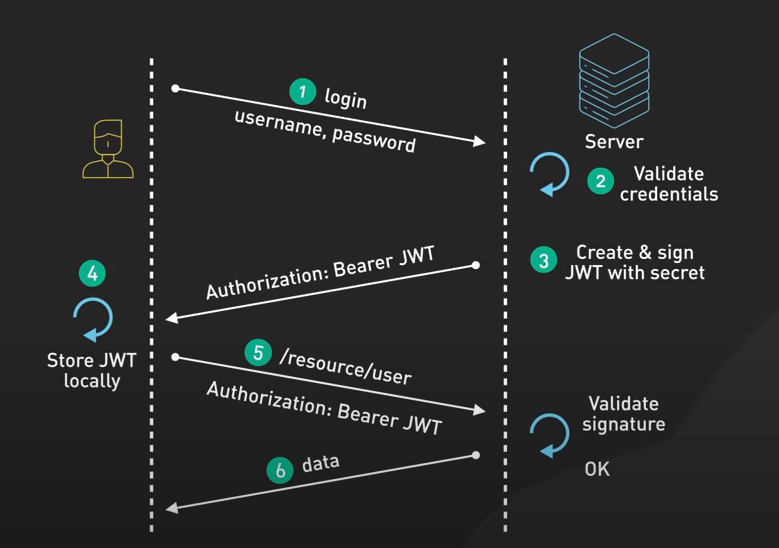 1 login
username, password
Server
2 Validate
credentials
3 Create & sign
JWT with secret
Authorization: Bearer JWT
4
Store JWT
locally
5 /resource/user
Authorization: Bearer JWT
Validate
signature
OK
6 data